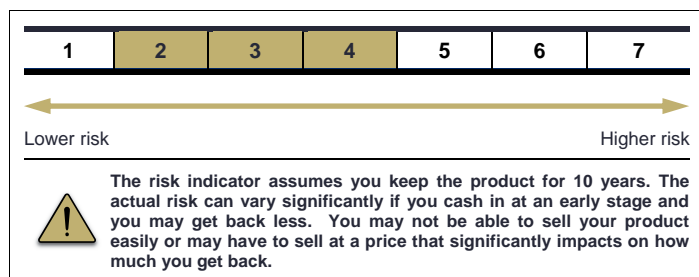 1 2 3 4 5 6 7
Lower risk Higher risk
The risk indicator assumes you keep the product for 10 years. The
actual risk can vary significantly if you cash in at an early stage and
you may get back less. You may not be able to sell your product
easily or may have to sell at a price that significantly impacts on how
much you get back.